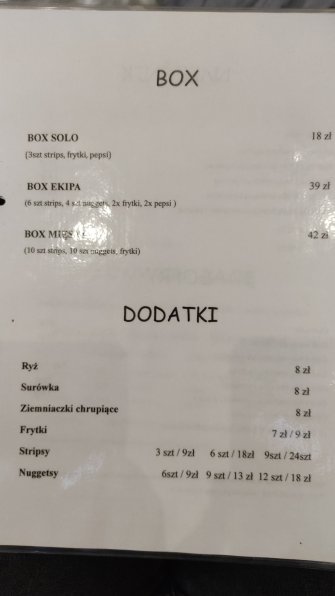 BOX
BOX SOLO 18 zł
(3szt strips, frytki, pepsi)
BOX EKIPA 39 zł
(6 szt strips, 4 szt nuggets, 2x frytki, 2x pepsi )
BOX 42 zł
(10 szt strips, 10 szt nuggets, frytki)
DODATKI
Ryż 8 zł
Surówka 8 zł
Ziemniaczki chrupiące 8 zł
Frytki 7 zł / 9 zł
Stripsy 3 szt / 9zł 6 szt / 18zł 9szt / 24szt
Nuggetsy 6szt / 9zł 9 szt / 13 zł 12 szt / 18 zł